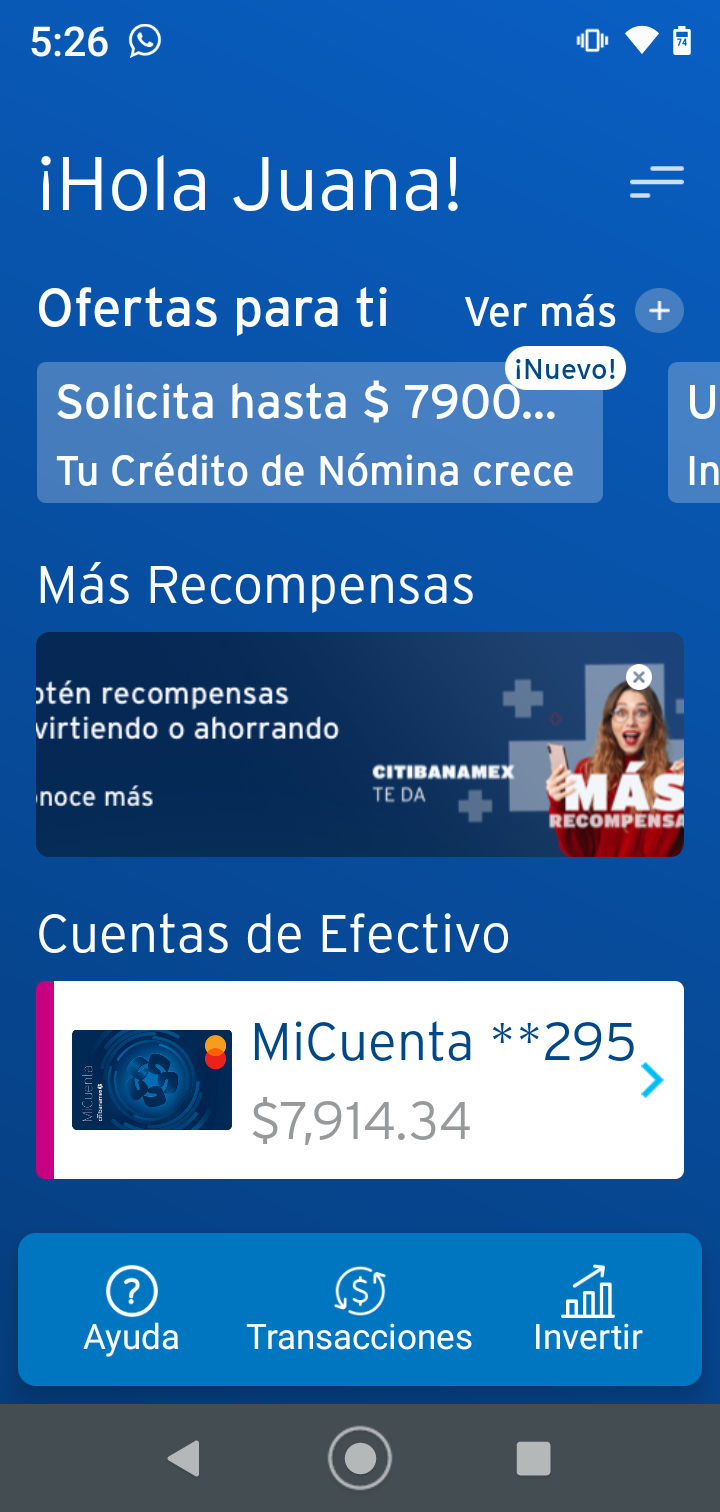 5:26
74
¡Hola Juana!
Ofertas para ti
Ver más
¡Nuevo!
Solicita hasta $ 7900...
Tu Crédito de Nómina crece
U
In
Más Recompensas
otén recompensas
virtiendo o ahorrando
onoce más
CITIBANAMEX
TE DA
MÁS
RECOMPENSA
Cuentas de Efectivo
MiCuenta
citibanamex
MiCuenta **295
$7,914.34
Ayuda
Transacciones
Invertir